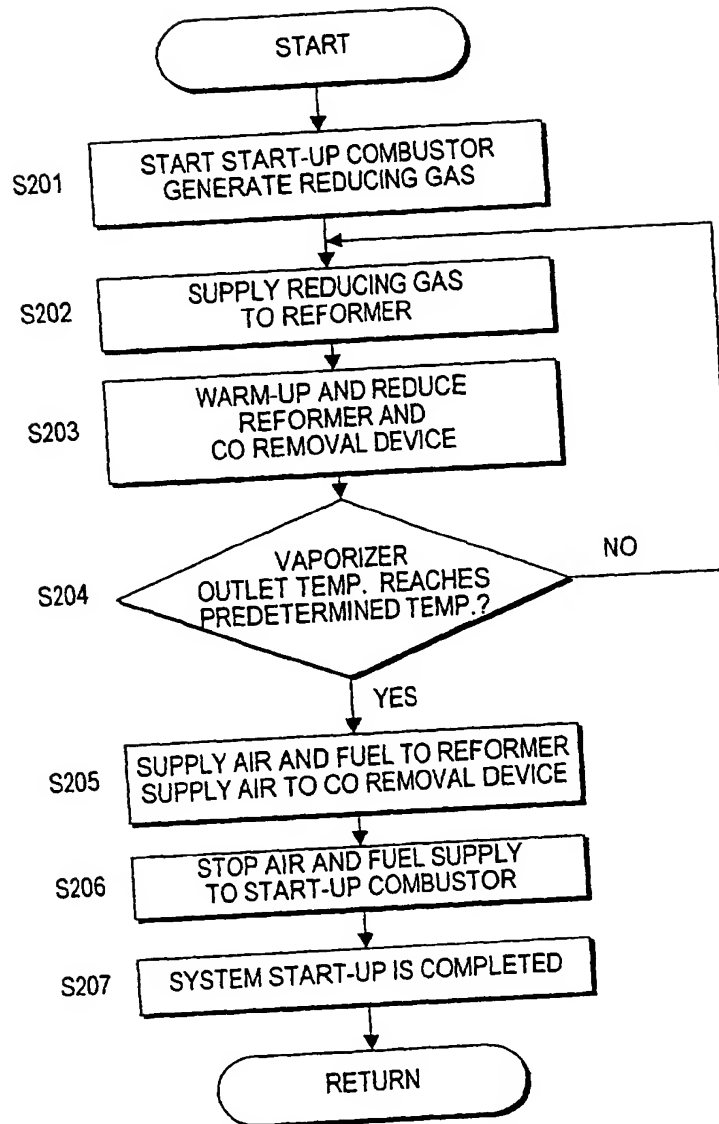 START
S201
START START-UP COMBUSTOR
GENERATE REDUCING GAS
S202
SUPPLY REDUCING GAS
TO REFORMER
S203
WARM-UP AND REDUCE
REFORMER AND
CO REMOVAL DEVICE
S204
VAPORIZER
OUTLET TEMP. REACHES
PREDETERMINED TEMP.?
NO
YES
S205
SUPPLY AIR AND FUEL TO REFORMER
SUPPLY AIR TO CO REMOVAL DEVICE
S206
STOP AIR AND FUEL SUPPLY
TO START-UP COMBUSTOR
S207
SYSTEM START-UP IS COMPLETED
RETURN